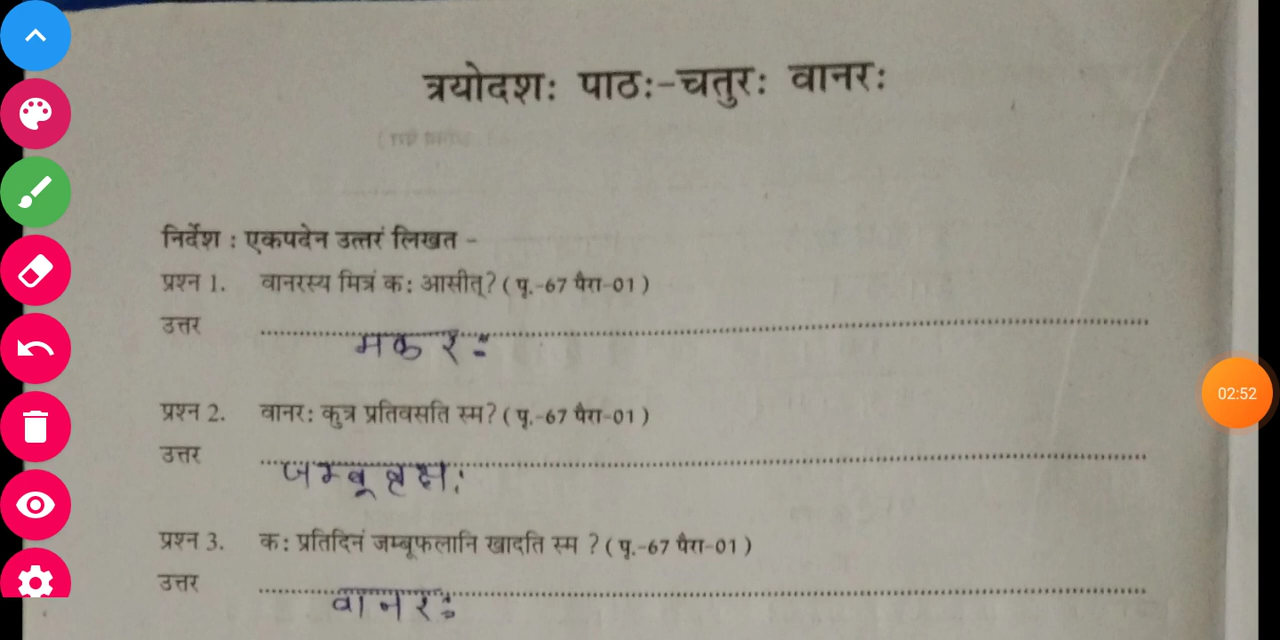 त्रयोदशः पाठः-चतुरः वानरः
निर्देश : एकपदेन उत्तरं लिखत -
प्रश्न 1. वानरस्य मित्रं कः आसीत्? (पृ.-67 पैरा-01)
उत्तर
मकरः
प्रश्न 2. वानरः कुत्र प्रतिवसति स्म? (पृ.-67 पैरा-01)
उत्तर
जम्बू वृक्षः
02:52
प्रश्न 3. कः प्रतिदिनं जम्बूफलानि खादति स्म ? (पृ.-67 पैरा-01)
उत्तर
वानरः